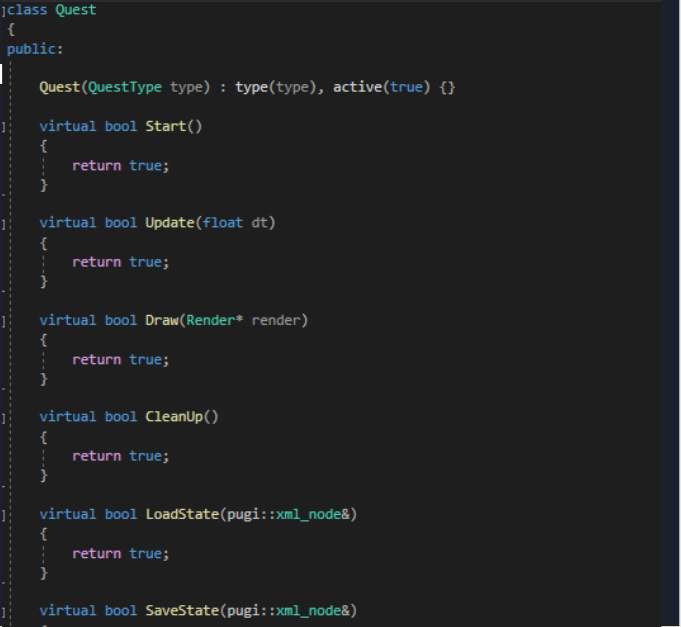 class Quest
{
public:
Quest(QuestType type) : type(type), active(true) {}
virtual bool Start()
{
return true;
}
virtual bool Update(float dt)
{
return true;
}
virtual bool Draw(Render* render)
{
return true;
}
virtual bool CleanUp()
{
return true;
}
virtual bool LoadState(pugi::xml_node&)
{
return true;
}
virtual bool SaveState(pugi::xml_node&)
{